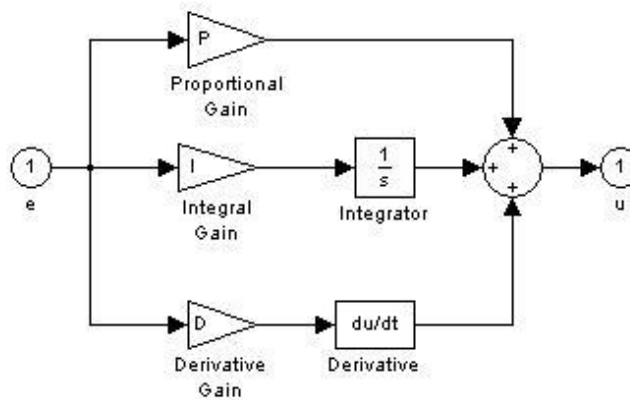 P
Proportional
Gain
1
e
I
Integral
Gain
1
s
Integrator
+
+
+
1
u
D
Derivative
Gain
du/dt
Derivative